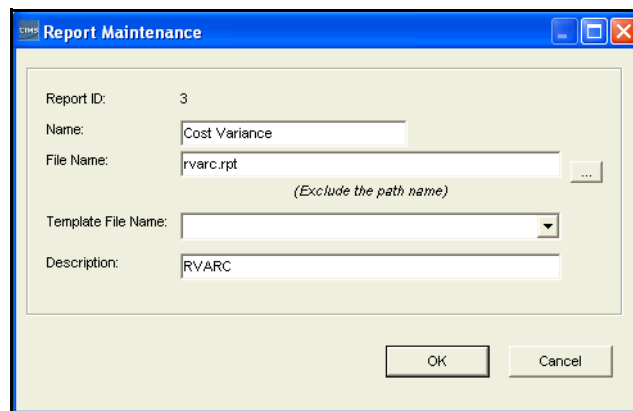 CIMS Report Maintenance
Report ID: 3
Name: Cost Variance
File Name: rvarc.rpt ...
(Exclude the path name)
Template File Name:
Description: RVARC
OK Cancel